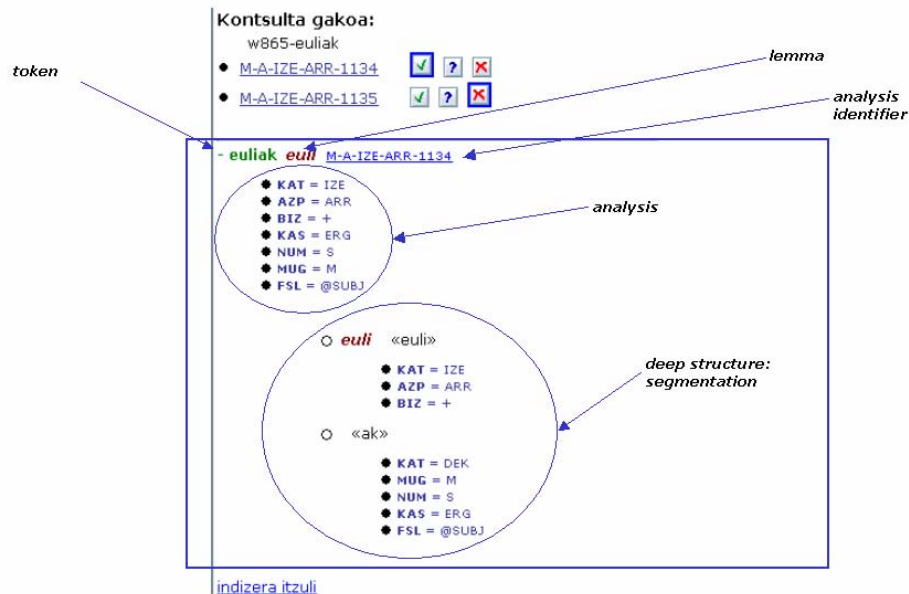 Kontsulta gakoa:
w865-euliak
M-A-IZE-ARR-1134 ?
M-A-IZE-ARR-1135 ?
token
lemma
analysis
identifier
- euliak euli M-A-IZE-ARR-1134
KAT = IZE
AZP = ARR
BIZ = +
KAS = ERG
NUM = S
MUG = M
FSL = @SUBJ
analysis
euli «euli»
KAT = IZE
AZP = ARR
BIZ = +
deep structure:
segmentation
«ak»
KAT = DEK
MUG = M
NUM = S
KAS = ERG
FSL = @SUBJ
indizera itzuli